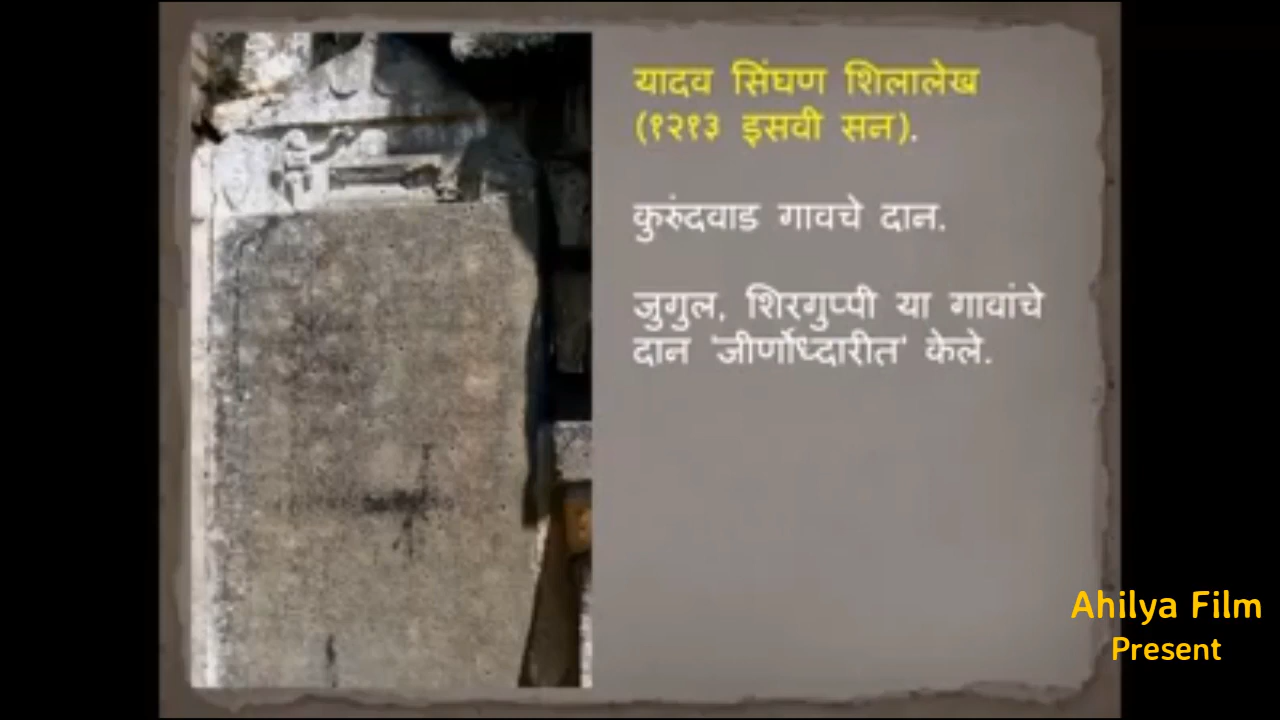 यादव सिंघण शिलालेख
(१२१३ इसवी सन).
कुरुंदवाड गावचे दान.
जुगुल, शिरगुप्पी या गावांचे
दान 'जीर्णोध्दारीत' केले.
Ahilya Film
Present